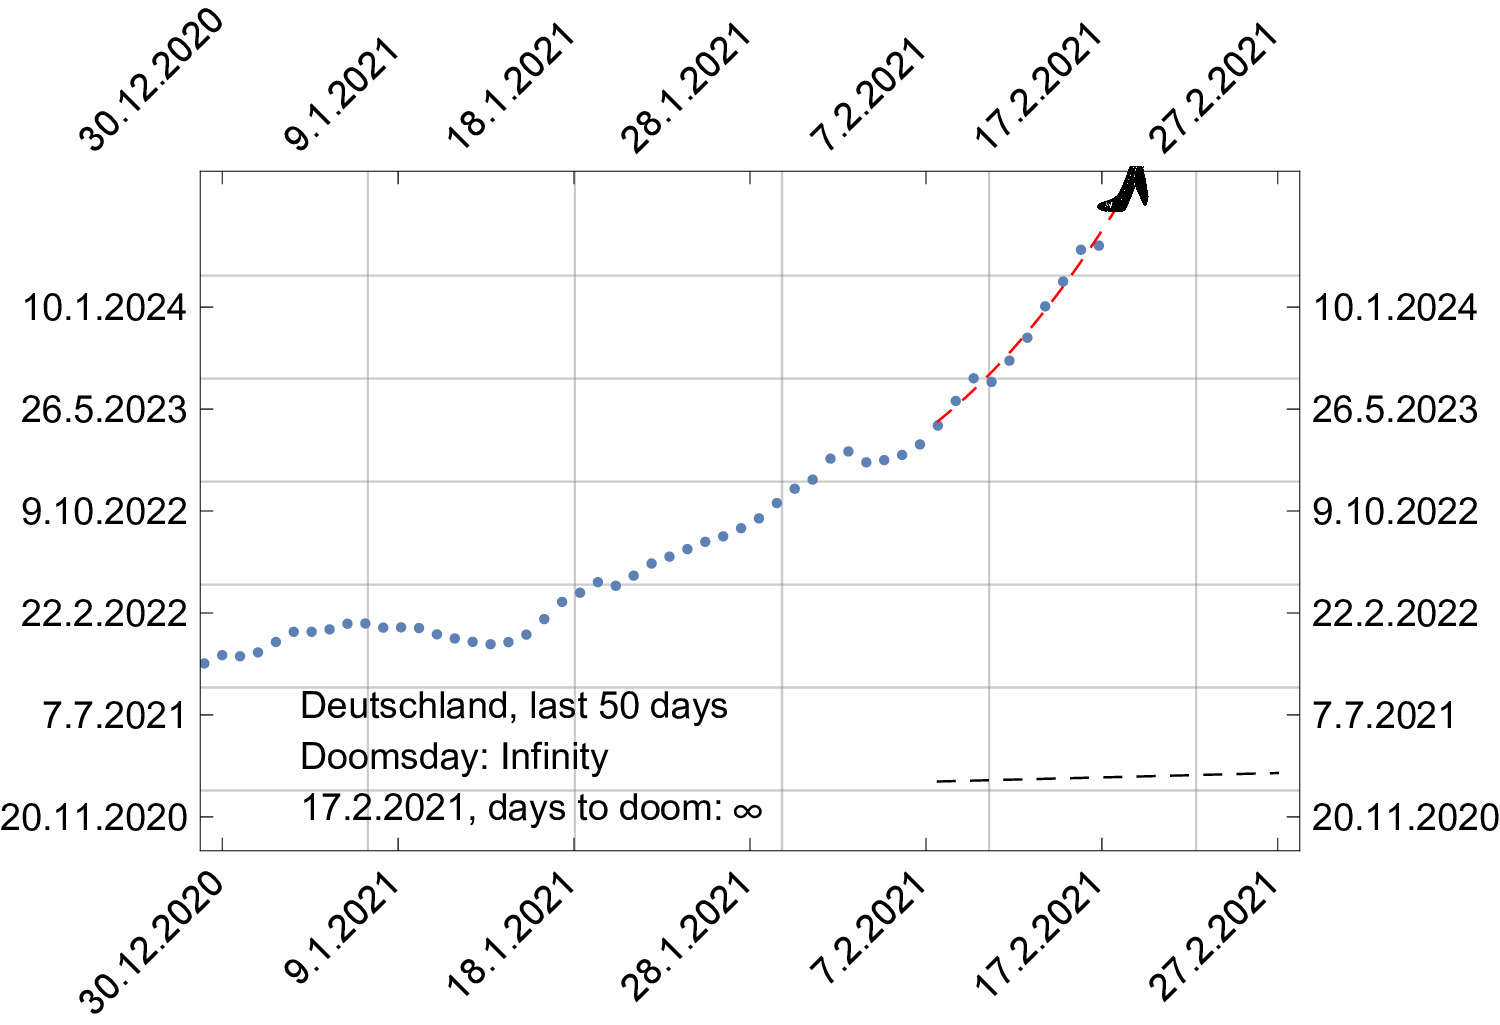 30.12.2020 9.1.2021 18.1.2021 28.1.2021 7.2.2021 17.2.2021 27.2.2021
10.1.2024 10.1.2024
26.5.2023 26.5.2023
9.10.2022 9.10.2022
22.2.2022 22.2.2022
7.7.2021 7.7.2021
20.11.2020 20.11.2020
Deutschland, last 50 days
Doomsday: Infinity
17.2.2021, days to doom: ∞
30.12.2020 9.1.2021 18.1.2021 28.1.2021 7.2.2021 17.2.2021 27.2.2021